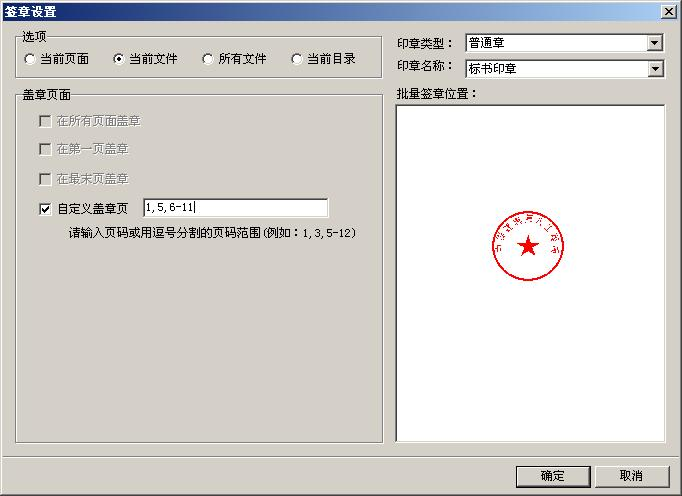 签章设置
选项
当前页面
当前文件
所有文件
当前目录
印章类型：
普通章
印章名称：
标书印章
盖章页面
批量签章位置：
在所有页面盖章
在第一页盖章
在最末页盖章
自定义盖章页
1,5,6-11
请输入页码或用逗号分割的页码范围(例如：1,3,5-12)
确定
取消